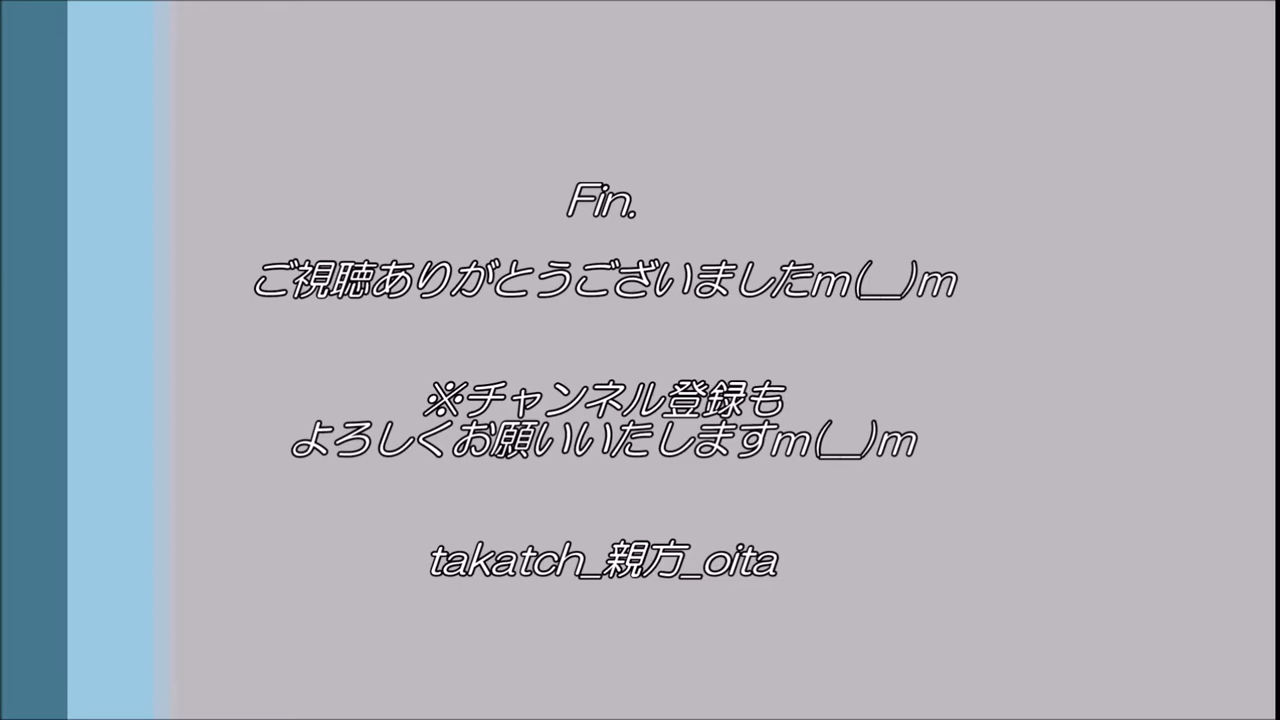 Fin.
ご視聴ありがとうございましたm(__)m
※チャンネル登録も
よろしくお願いいたしますm(__)m
takatch_親方_oita